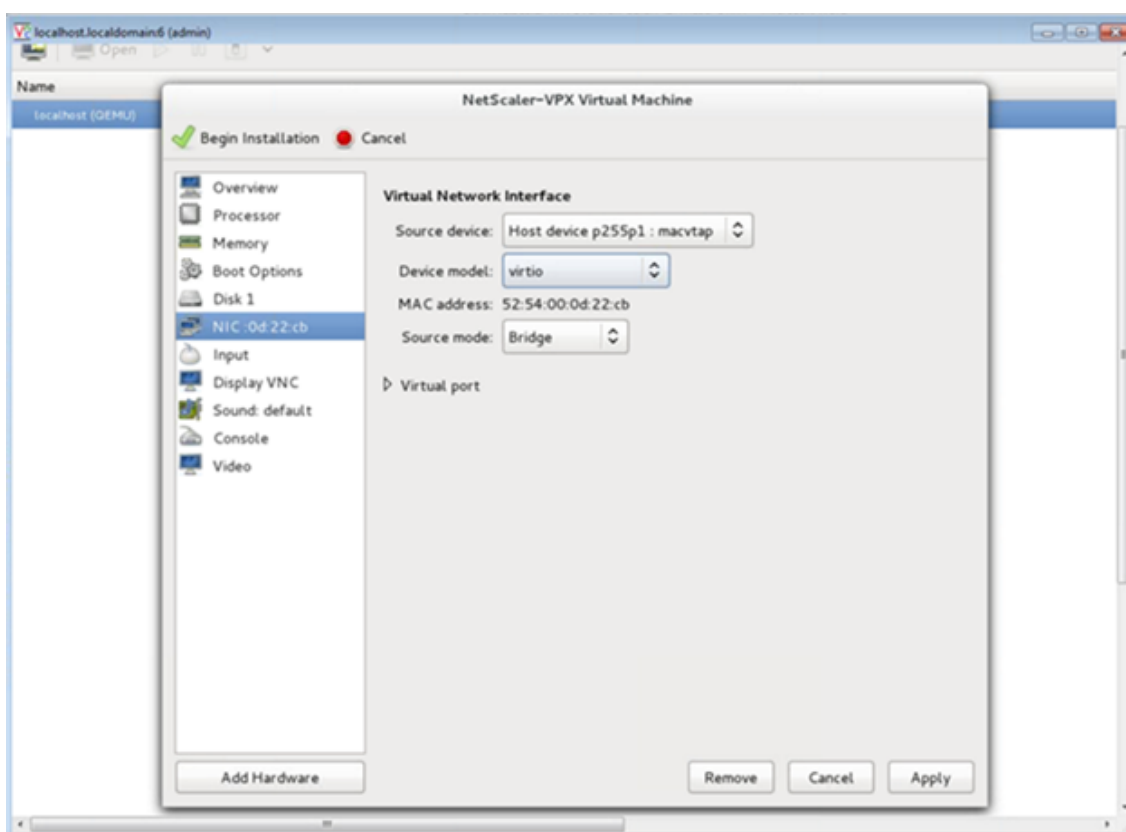 localhost.localdomain:6 (admin)
Open
Name
localhost (QEMU)
NetScaler-VPX Virtual Machine
Begin Installation
Cancel
Overview
Processor
Memory
Boot Options
Disk 1
NIC :0d:22:cb
Input
Display VNC
Sound: default
Console
Video
Add Hardware
Virtual Network Interface
Source device: Host device p255p1 : macvtap
Device model: virtio
MAC address: 52:54:00:0d:22:cb
Source mode: Bridge
Virtual port
Remove
Cancel
Apply